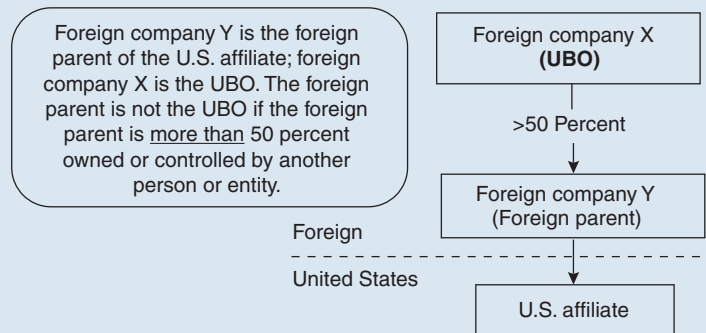 Foreign company Y is the foreign
parent of the U.S. affiliate; foreign
company X is the UBO. The foreign
parent is not the UBO if the foreign
parent is more than 50 percent
owned or controlled by another
person or entity.
Foreign company X
(UBO)
>50 Percent
Foreign company Y
(Foreign parent)
Foreign
United States
U.S. affiliate